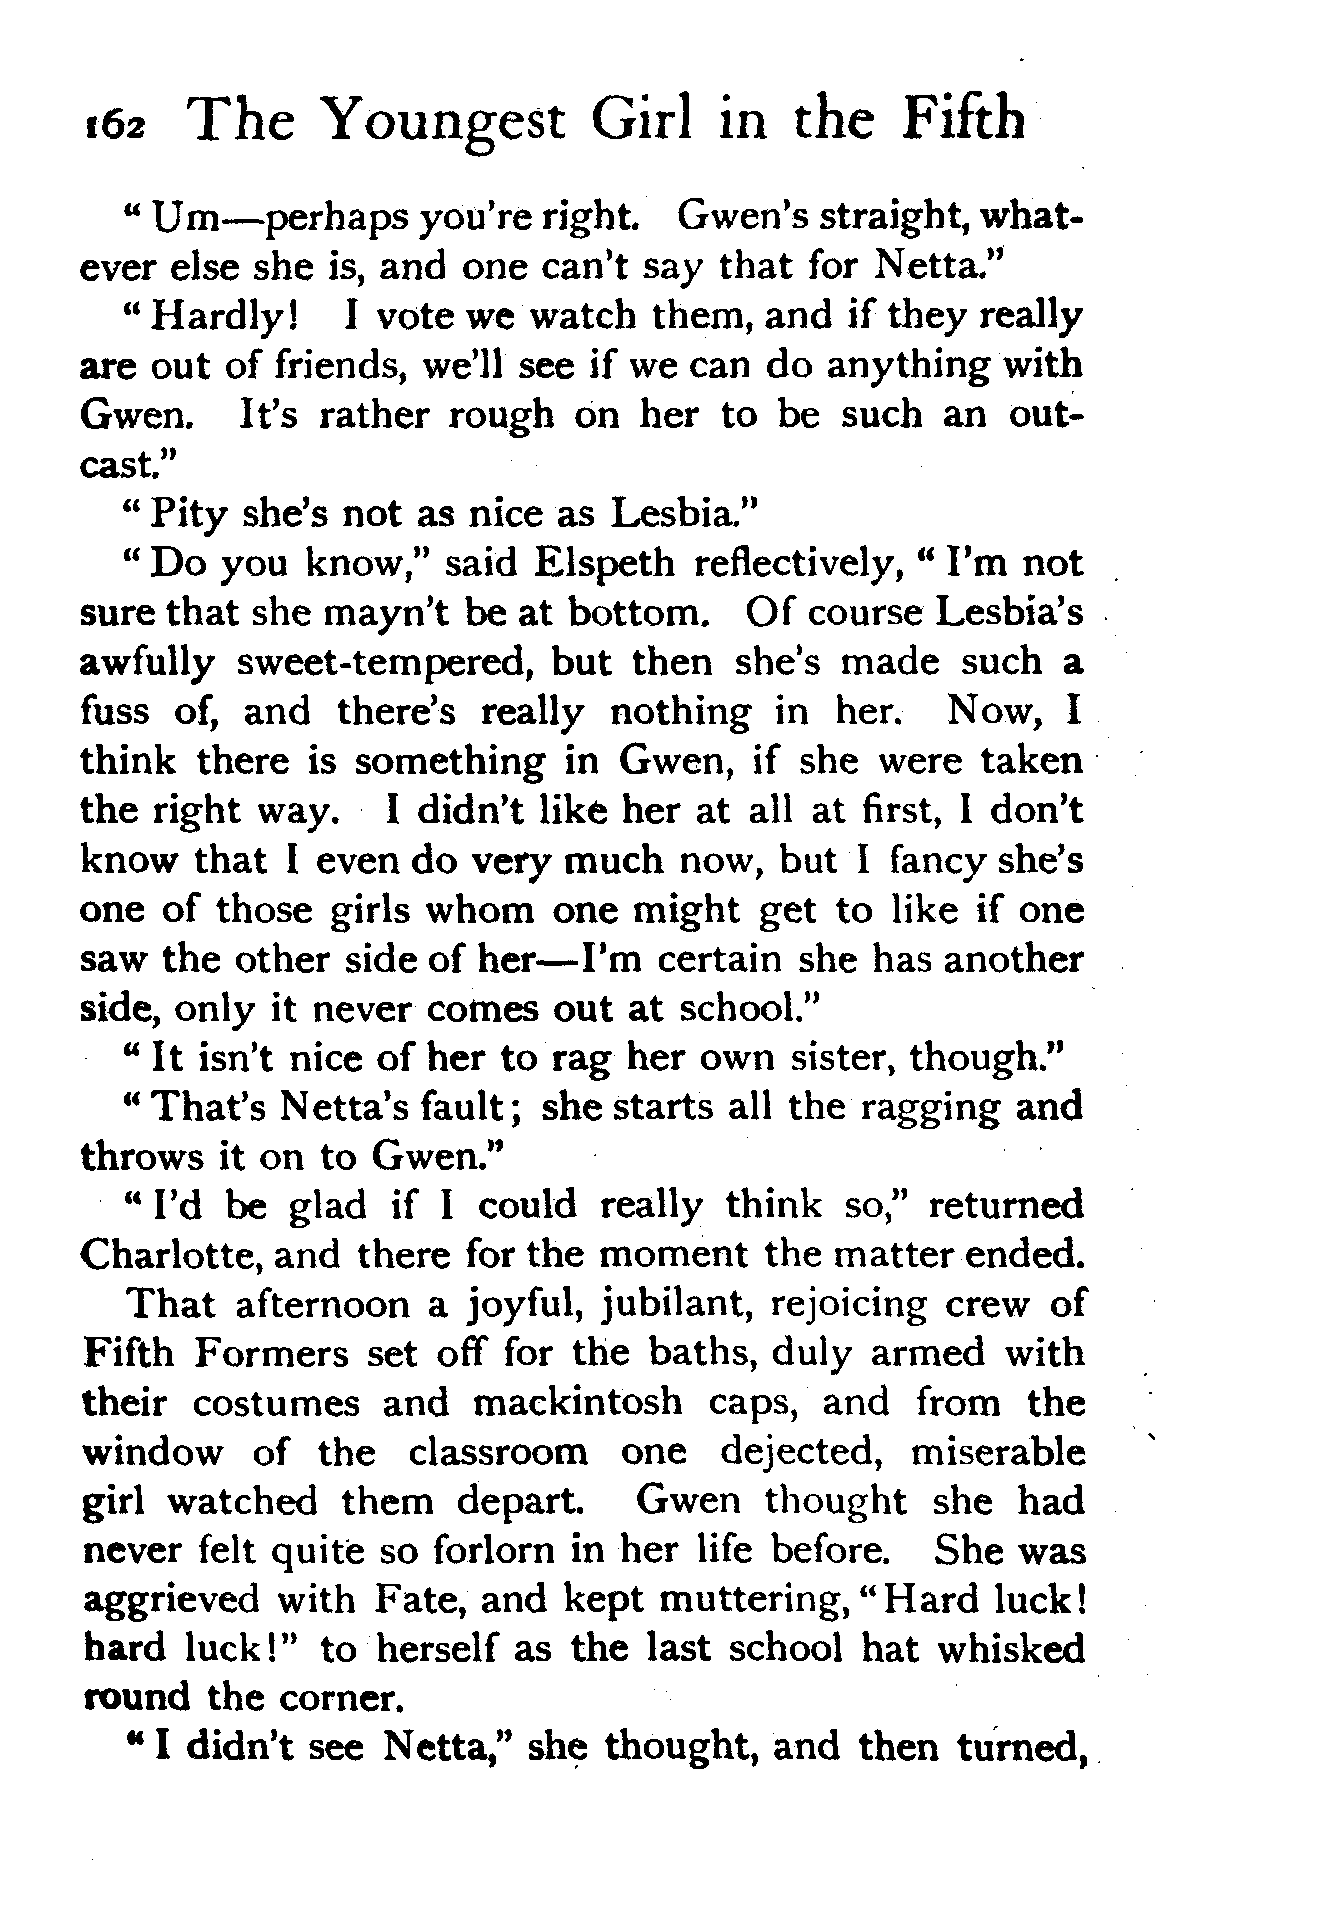 162 The Youngest Girl in the Fifth
“ Um—perhaps you're right. Gwen's straight, what-
ever else she is, and one can't say that for Netta.”
“ Hardly! I vote we watch them, and if they really
are out of friends, we'll see if we can do anything with
Gwen. It's rather rough on her to be such an out-
cast.”
“ Pity she's not as nice as Lesbia.”
“ Do you know,” said Elspeth reflectively, “ I'm not
sure that she mayn't be at bottom. Of course Lesbia's
awfully sweet-tempered, but then she's made such a
fuss of, and there's really nothing in her. Now, I
think there is something in Gwen, if she were taken
the right way. I didn't like her at all at first, I don't
know that I even do very much now, but I fancy she's
one of those girls whom one might get to like if one
saw the other side of her—I'm certain she has another
side, only it never comes out at school.”
“ It isn't nice of her to rag her own sister, though.”
“ That's Netta's fault; she starts all the ragging and
throws it on to Gwen.”
“ I'd be glad if I could really think so,” returned
Charlotte, and there for the moment the matter ended.
That afternoon a joyful, jubilant, rejoicing crew of
Fifth Formers set off for the baths, duly armed with
their costumes and mackintosh caps, and from the
window of the classroom one dejected, miserable
girl watched them depart. Gwen thought she had
never felt quite so forlorn in her life before. She was
aggrieved with Fate, and kept muttering, “Hard luck!
hard luck!” to herself as the last school hat whisked
round the corner.
“ I didn't see Netta,” she thought, and then turned,